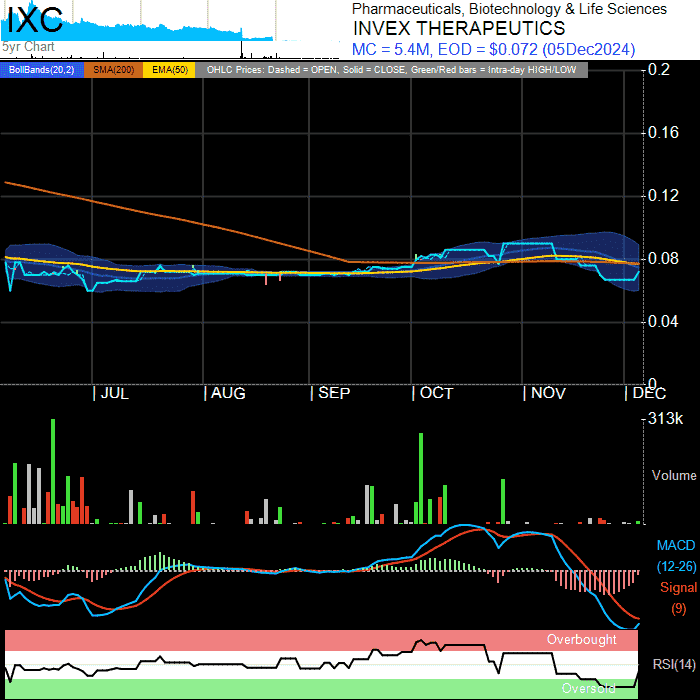 IXC
5yr Chart
Pharmaceuticals, Biotechnology & Life Sciences
INVEX THERAPEUTICS
MC = 5.4M, EOD = $0.072 (05Dec2024)
BollBands(20,2) SMA(200) EMA(50) OHLC Prices: Dashed = OPEN, Solid = CLOSE, Green/Red bars = Intra-day HIGH/LOW
0.2
0.16
0.12
0.08
0.04
0
| JUL | AUG | SEP | OCT | NOV | DEC
313k
Volume
MACD
(12-26)
Signal
(9)
Overbought
RSI(14)
Oversold